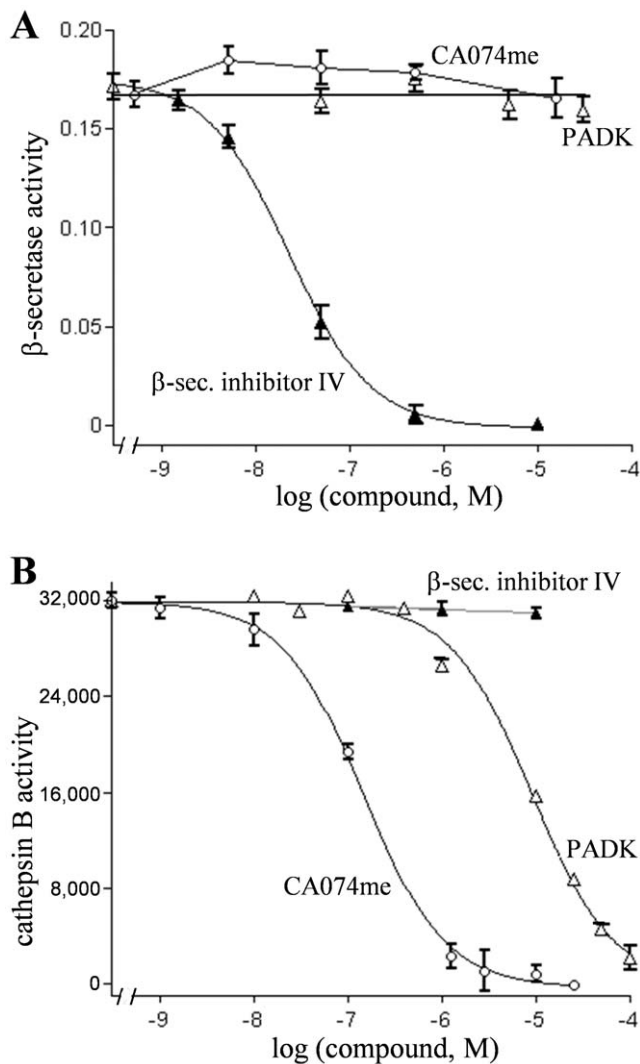 A
0.20
0.15
0.10
0.05
0
β-secretase activity
CA074me
PADK
β-sec. inhibitor IV
-9 -8 -7 -6 -5 -4
log (compound, M)
B
32,000
24,000
16,000
8,000
0
cathepsin B activity
β-sec. inhibitor IV
CA074me
PADK
-9 -8 -7 -6 -5 -4
log (compound, M)